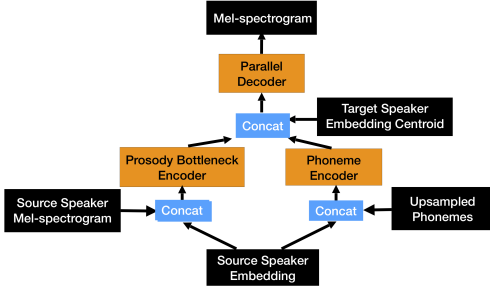 Mel-spectrogram
Parallel
Decoder
Concat
Target Speaker
Embedding Centroid
Prosody Bottleneck
Encoder
Phoneme
Encoder
Source Speaker
Mel-spectrogram
Concat
Concat
Upsampled
Phonemes
Source Speaker
Embedding